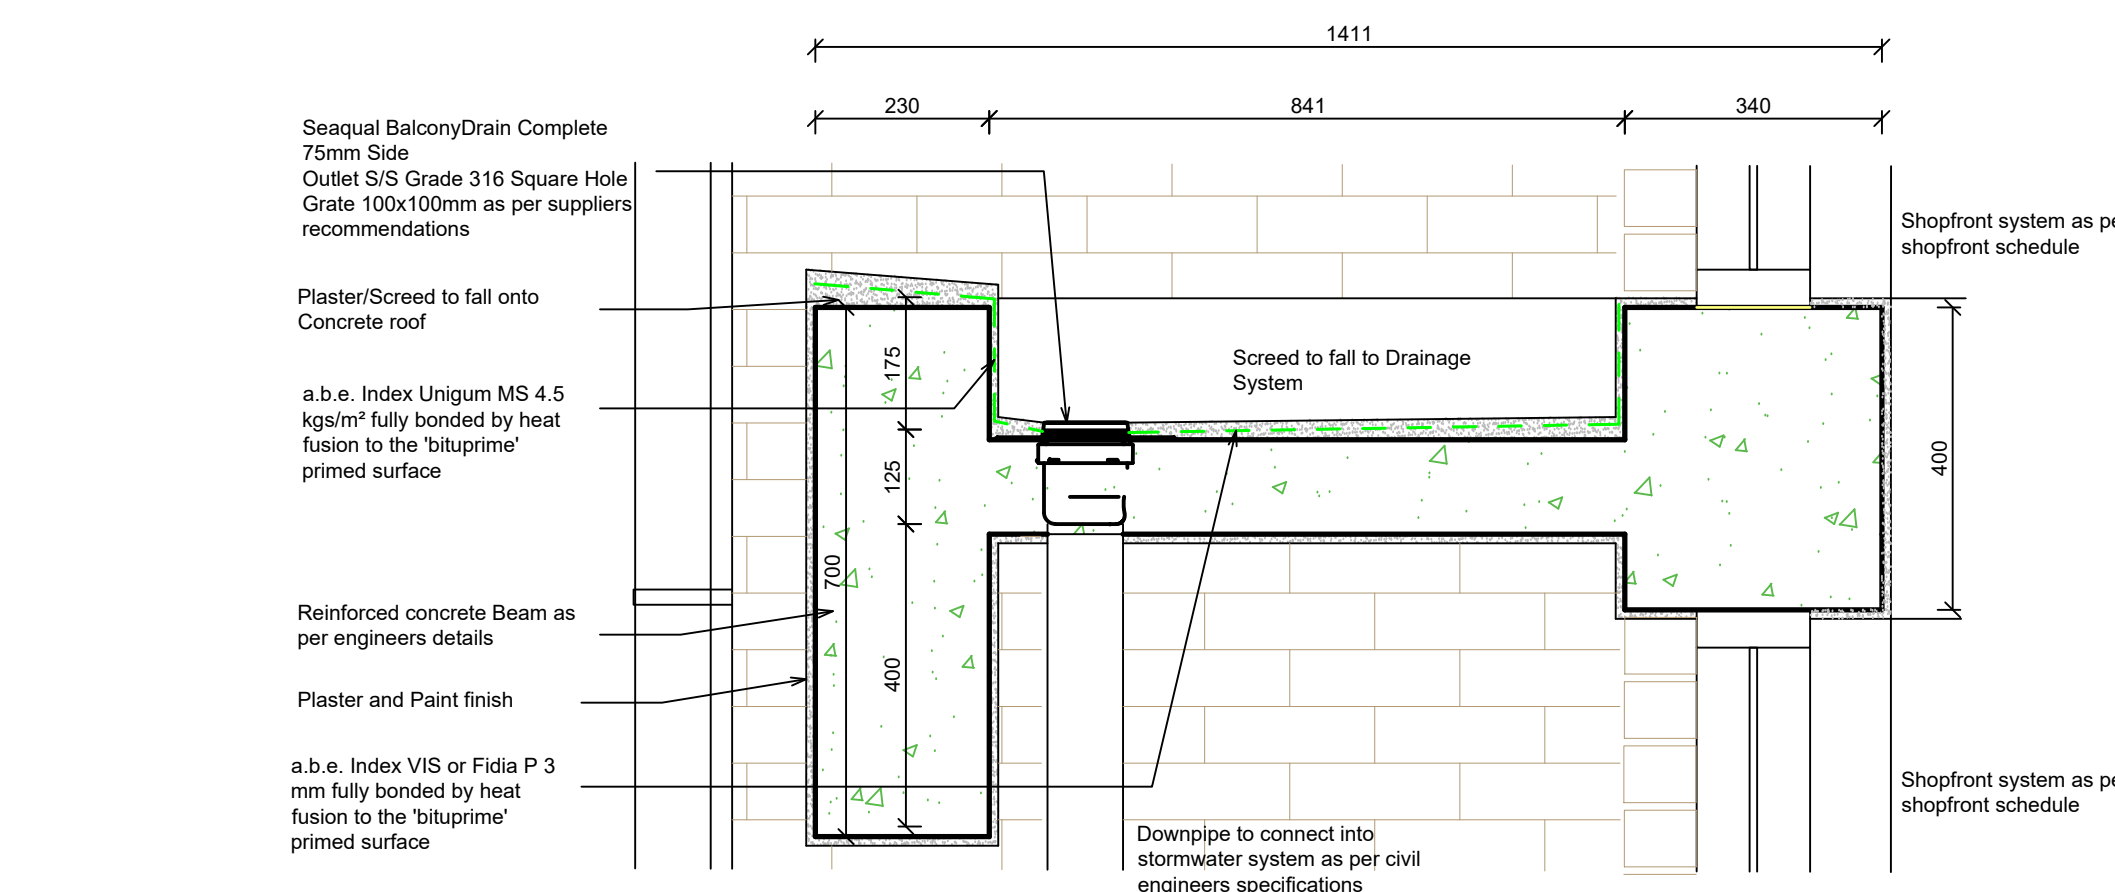 1411
230
841
340
Seaqual BalconyDrain Complete
75mm Side
Outlet S/S Grade 316 Square Hole
Grate 100x100mm as per suppliers
recommendations
Shopfront system as pe
shopfront schedule
Plaster/Screed to fall onto
Concrete roof
175
Screed to fall to Drainage
System
a.b.e. Index Unigum MS 4.5
kgs/m² fully bonded by heat
fusion to the 'bituprime'
primed surface
125
400
700
Reinforced concrete Beam as
per engineers details
400
Plaster and Paint finish
a.b.e. Index VIS or Fidia P 3
mm fully bonded by heat
fusion to the 'bituprime'
primed surface
Shopfront system as pe
shopfront schedule
Downpipe to connect into
stormwater system as per civil
engineers specifications